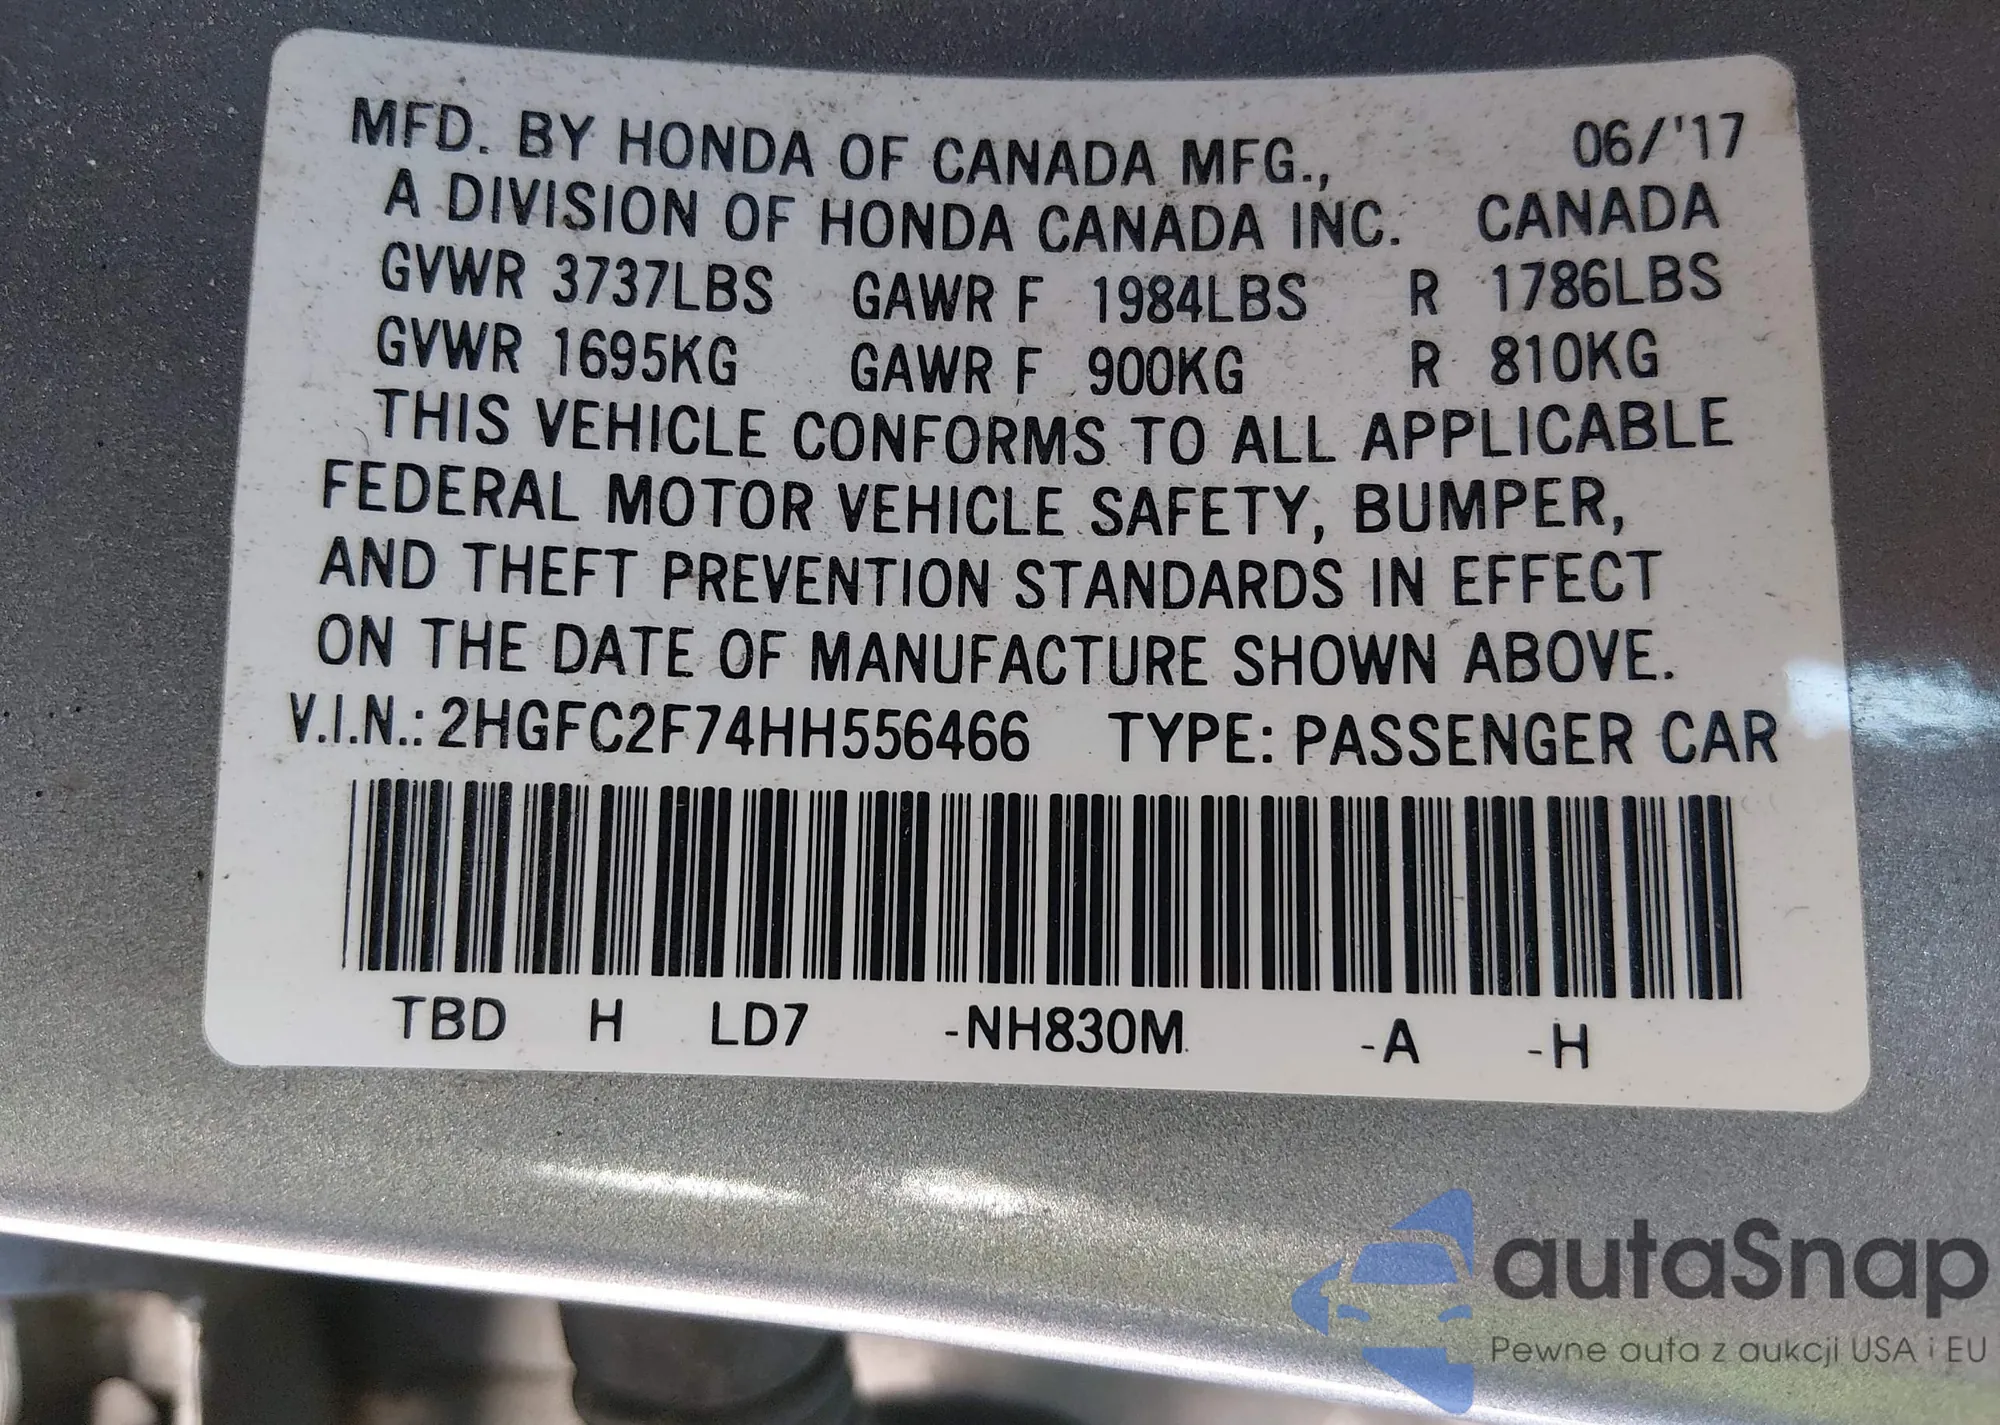 MFD. BY HONDA OF CANADA MFG., 06/'17
A DIVISION OF HONDA CANADA INC. CANADA
GVWR 3737LBS GAWR F 1984LBS R 1786LBS
GVWR 1695KG GAWR F 900KG R 810KG
THIS VEHICLE CONFORMS TO ALL APPLICABLE
FEDERAL MOTOR VEHICLE SAFETY, BUMPER,
AND THEFT PREVENTION STANDARDS IN EFFECT
ON THE DATE OF MANUFACTURE SHOWN ABOVE.
V.I.N.: 2HGFC2F74HH556466 TYPE: PASSENGER CAR
TBD H LD7 -NH830M -A -H
autaSnap
Pewne auta z aukcji USA i EU